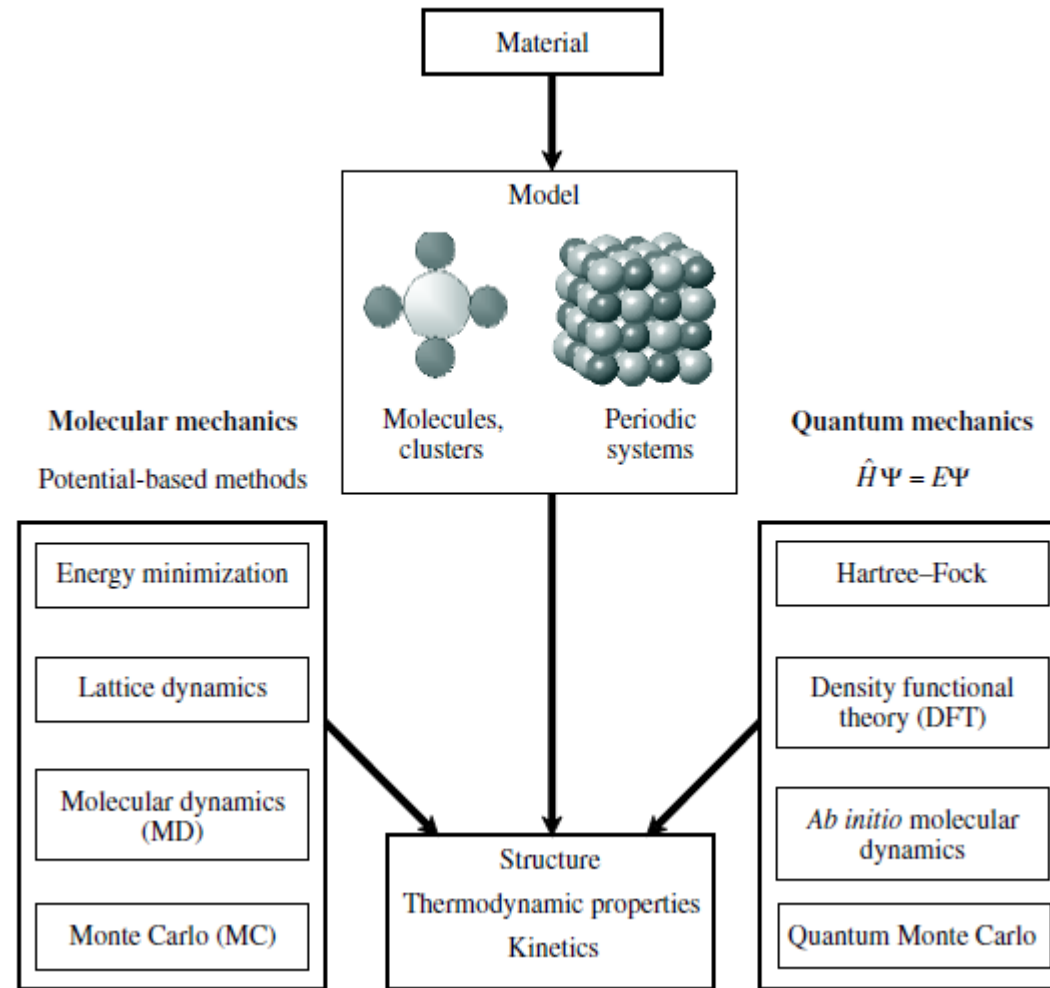 Material
Model
Molecules,
clusters
Periodic
systems
Molecular mechanics
Potential-based methods
Energy minimization
Lattice dynamics
Molecular dynamics
(MD)
Monte Carlo (MC)
Quantum mechanics
ĤΨ = EΨ
Hartree–Fock
Density functional
theory (DFT)
Ab initio molecular
dynamics
Quantum Monte Carlo
Structure
Thermodynamic properties
Kinetics